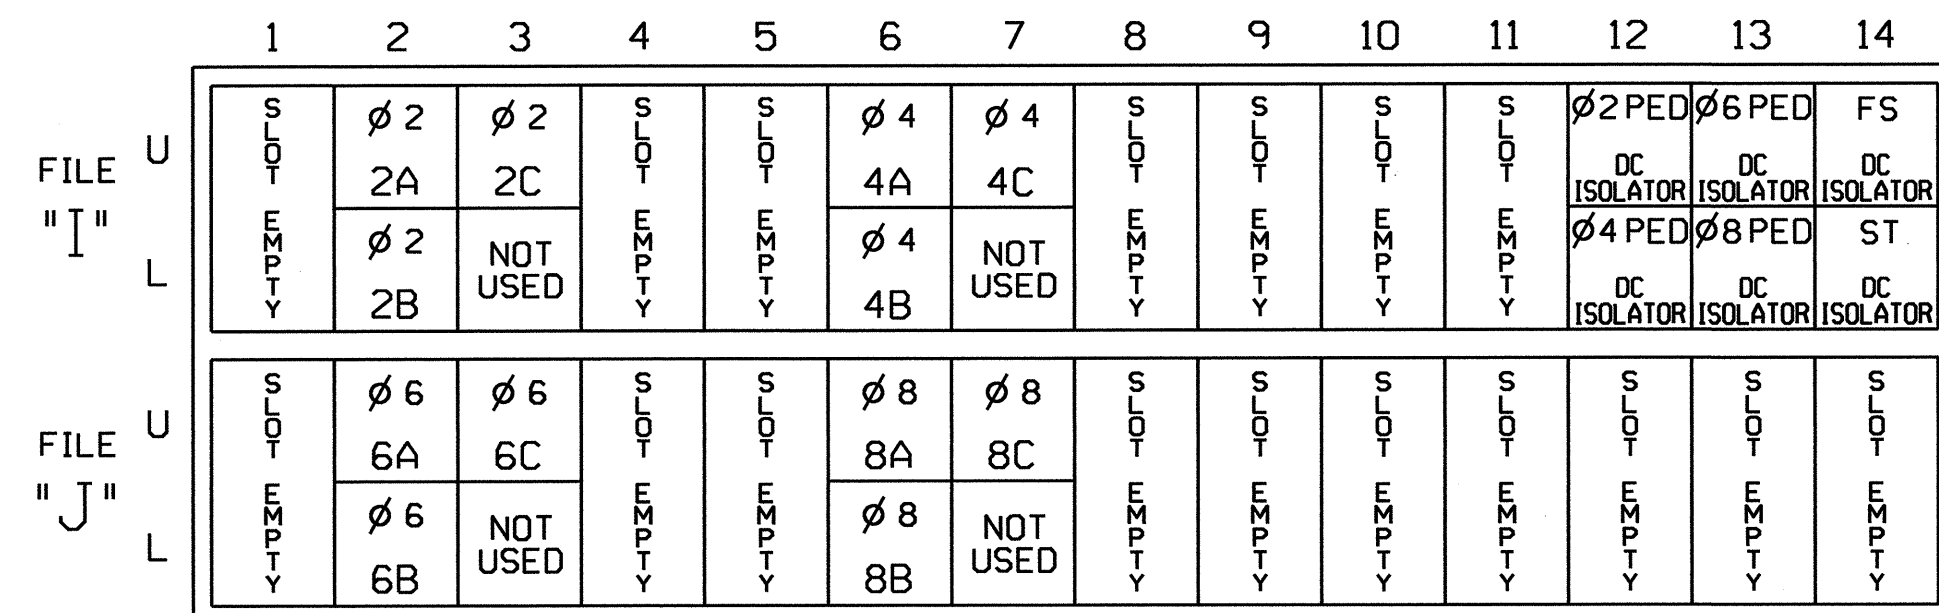 1 2 3 4 5 6 7 8 9 10 11 12 13 14
FILE "I"
U
L
SLOT EMPTY
Ø 2
2A
Ø 2
2B
Ø 2
2C
NOT
USED
SLOT EMPTY
SLOT EMPTY
Ø 4
4A
Ø 4
4B
Ø 4
4C
NOT
USED
SLOT EMPTY
SLOT EMPTY
SLOT EMPTY
SLOT EMPTY
Ø2 PED
DC
ISOLATOR
Ø4 PED
DC
ISOLATOR
Ø6 PED
DC
ISOLATOR
Ø8 PED
DC
ISOLATOR
FS
DC
ISOLATOR
ST
DC
ISOLATOR
FILE "J"
U
L
SLOT EMPTY
Ø 6
6A
Ø 6
6B
Ø 6
6C
NOT
USED
SLOT EMPTY
SLOT EMPTY
Ø 8
8A
Ø 8
8B
Ø 8
8C
NOT
USED
SLOT EMPTY
SLOT EMPTY
SLOT EMPTY
SLOT EMPTY
SLOT EMPTY
SLOT EMPTY
SLOT EMPTY